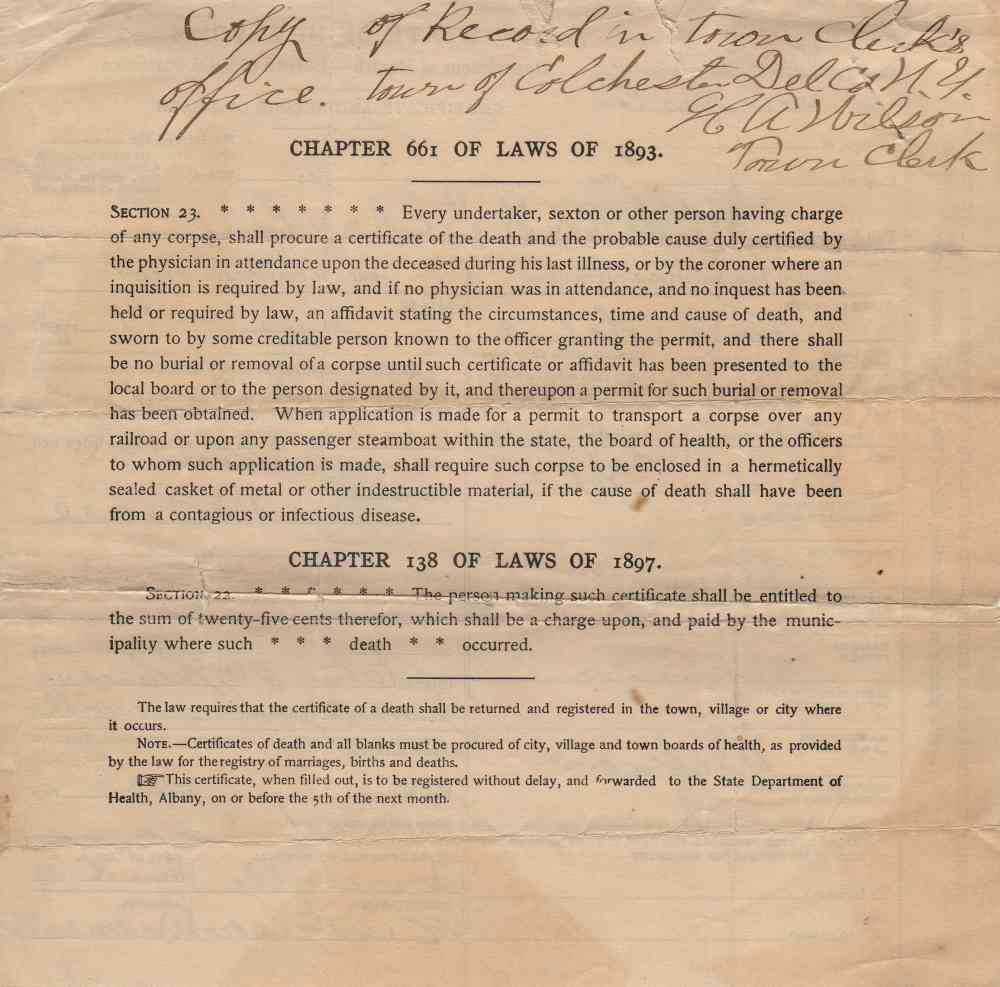 Copy of Record in town Clerk's
office. town of Colchester Del Co N.Y.
H A Wilson
Town Clerk
CHAPTER 661 OF LAWS OF 1893.
SECTION 23. * * * * * * * Every undertaker, sexton or other person having charge
of any corpse, shall procure a certificate of the death and the probable cause duly certified by
the physician in attendance upon the deceased during his last illness, or by the coroner where an
inquisition is required by law, and if no physician was in attendance, and no inquest has been
held or required by law, an affidavit stating the circumstances, time and cause of death, and
sworn to by some creditable person known to the officer granting the permit, and there shall
be no burial or removal of a corpse until such certificate or affidavit has been presented to the
local board or to the person designated by it, and thereupon a permit for such burial or removal
has been obtained. When application is made for a permit to transport a corpse over any
railroad or upon any passenger steamboat within the state, the board of health, or the officers
to whom such application is made, shall require such corpse to be enclosed in a hermetically
sealed casket of metal or other indestructible material, if the cause of death shall have been
from a contagious or infectious disease.
CHAPTER 138 OF LAWS OF 1897.
SECTION 22. * * * * * * The person making such certificate shall be entitled to
the sum of twenty-five cents therefor, which shall be a charge upon, and paid by the munic-
ipality where such * * * death * * occurred.
The law requires that the certificate of a death shall be returned and registered in the town, village or city where
it occurs.
NOTE.—Certificates of death and all blanks must be procured of city, village and town boards of health, as provided
by the law for the registry of marriages, births and deaths.
☞ This certificate, when filled out, is to be registered without delay, and forwarded to the State Department of
Health, Albany, on or before the 5th of the next month.